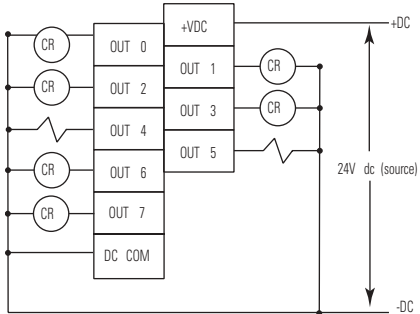 +VDC
+DC
CR
OUT 0
OUT 1
CR
CR
OUT 2
OUT 3
CR
OUT 4
OUT 5
24V dc (source)
CR
OUT 6
CR
OUT 7
DC COM
-DC